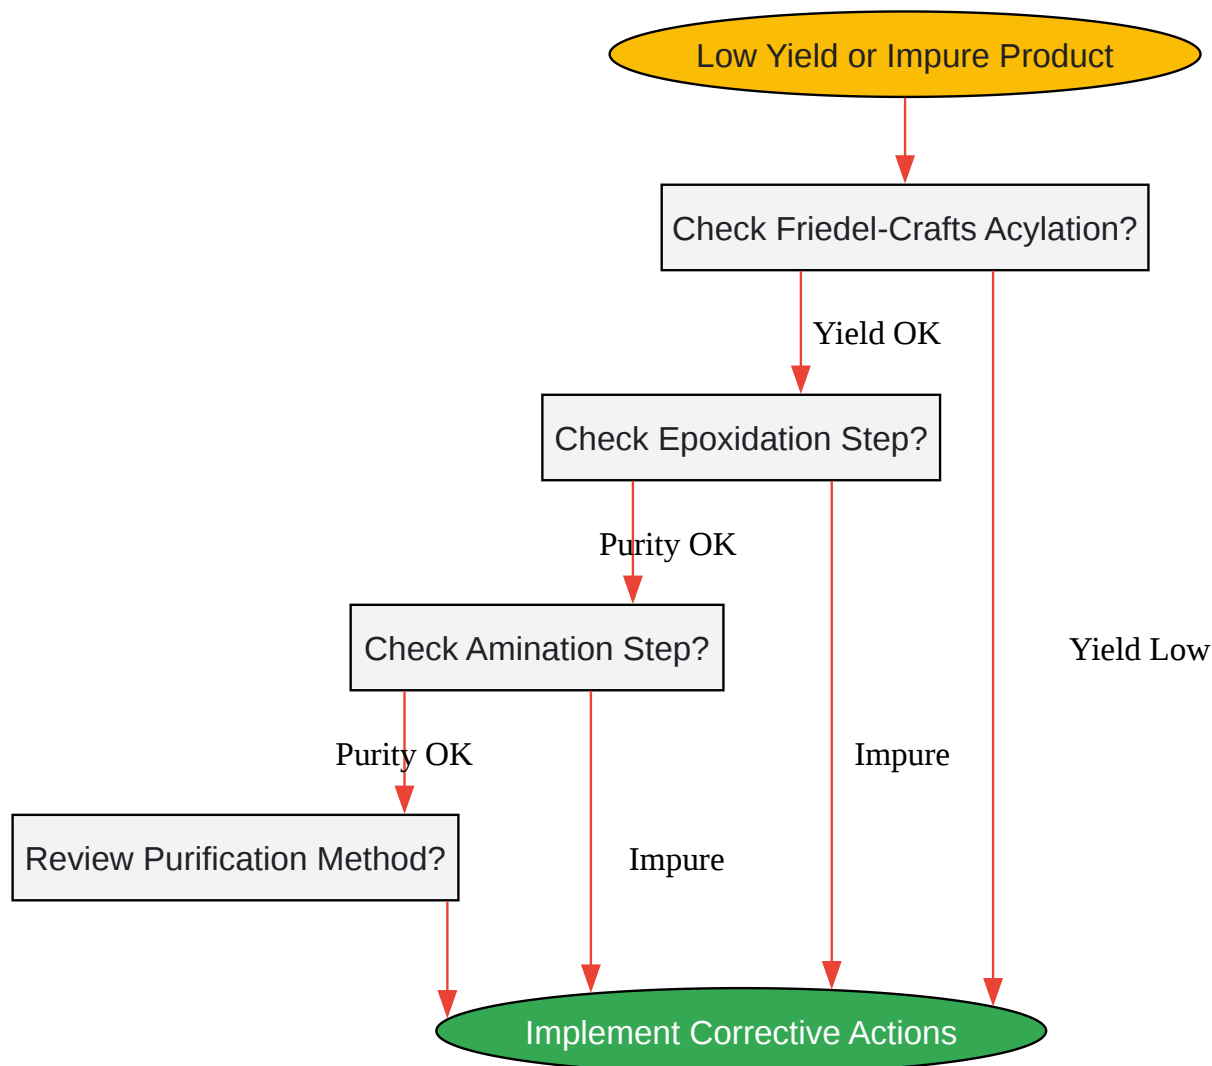 Low Yield or Impure Product
Check Friedel-Crafts Acylation?
Yield OK
Check Epoxidation Step?
Purity OK
Check Amination Step?
Yield Low
Purity OK
Impure
Review Purification Method?
Impure
Implement Corrective Actions